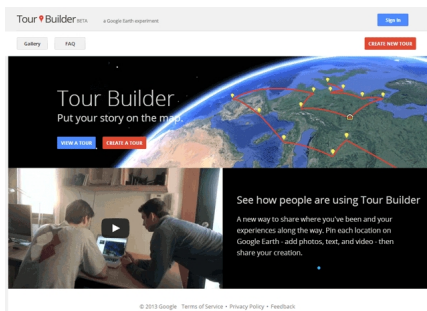 Tour Builder BETA a Google Earth experiment Sign in
Gallery FAQ CREATE NEW TOUR
Tour Builder
Put your story on the map.
VIEW A TOUR CREATE A TOUR
See how people are using Tour Builder
A new way to share where you've been and your
experiences along the way. Pin each location on
Google Earth - add photos, text, and video - then
share your creation.
© 2013 Google Terms of Service • Privacy Policy • Feedback